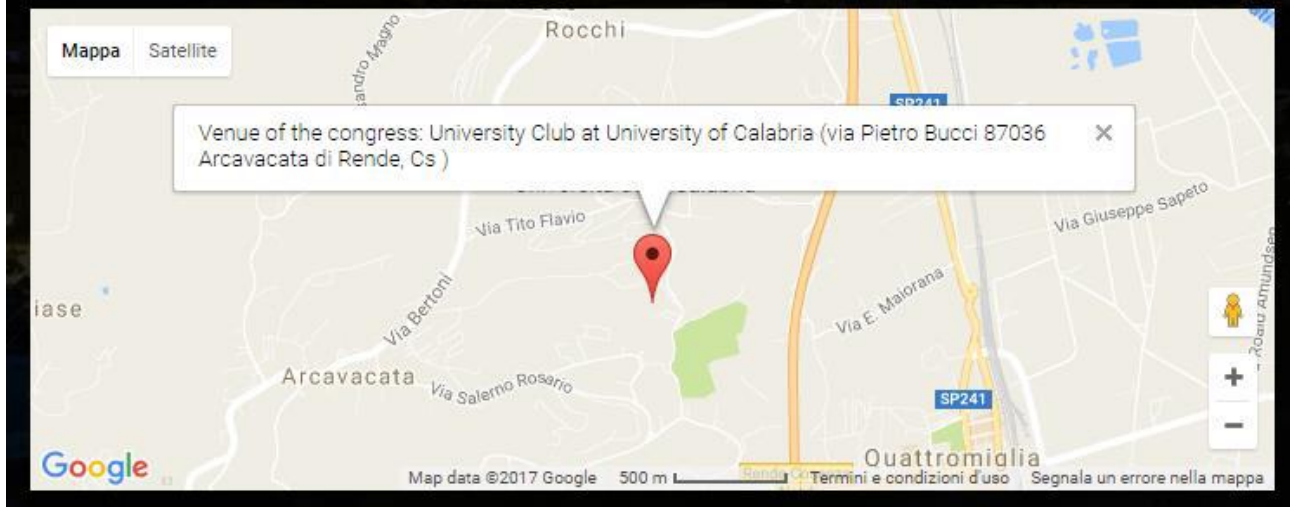 Rocchi
Mappa Satellite
SP241
Venue of the congress: University Club at University of Calabria (via Pietro Bucci 87036
Arcavacata di Rende, Cs )
Via Giuseppe Sapeto
Via Tito Flavio
Via E. Maiorana
Via Bertoni
iase
Arcavacata
Via Salerno Rosario
SP241
Quattromiglia
Google
Map data ©2017 Google 500 m Termini e condizioni d'uso Segnala un errore nella mappa